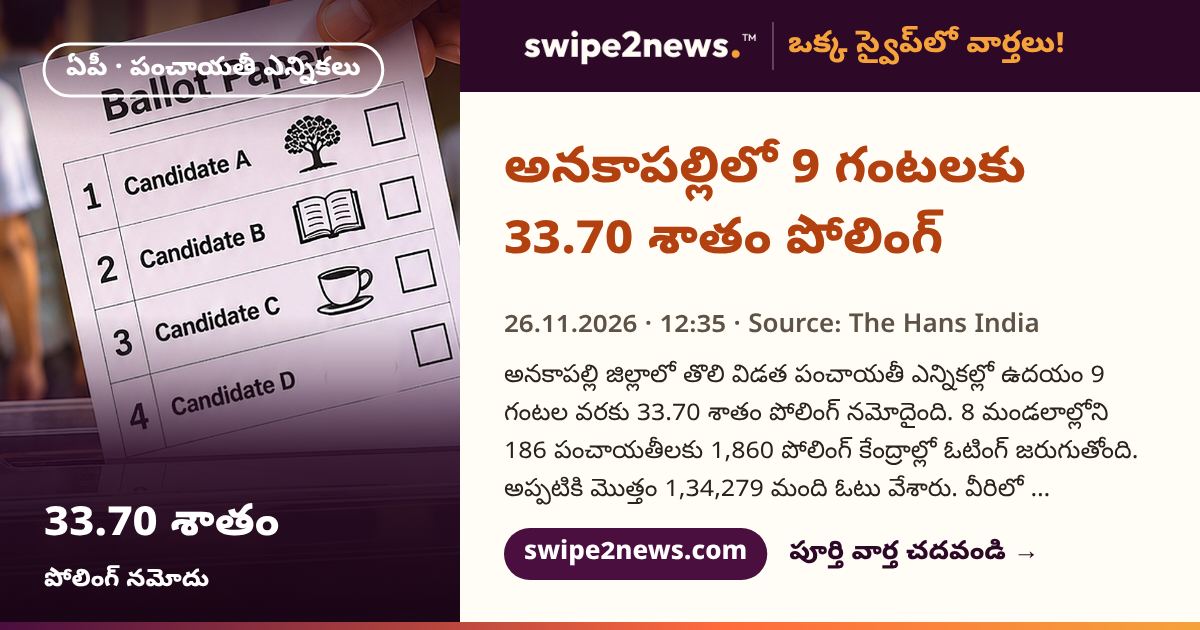 ఏపీ · పంచాయతీ ఎన్నికలు
Ballot Paper
1 Candidate A
2 Candidate B
3 Candidate C
4 Candidate D
33.70 శాతం
పోలింగ్ నమోదు
swipe2news.™ ఒక్క స్వైప్‌లో వార్తలు!
అనకాపల్లిలో 9 గంటలకు
33.70 శాతం పోలింగ్
26.11.2026 · 12:35 · Source: The Hans India
అనకాపల్లి జిల్లాలో తొలి విడత పంచాయతీ ఎన్నికల్లో ఉదయం 9
గంటల వరకు 33.70 శాతం పోలింగ్ నమోదైంది. 8 మండలాల్లోని
186 పంచాయతీలకు 1,860 పోలింగ్ కేంద్రాల్లో ఓటింగ్ జరుగుతోంది.
అప్పటికి మొత్తం 1,34,279 మంది ఓటు వేశారు. వీరిలో ...
swipe2news.com పూర్తి వార్త చదవండి →